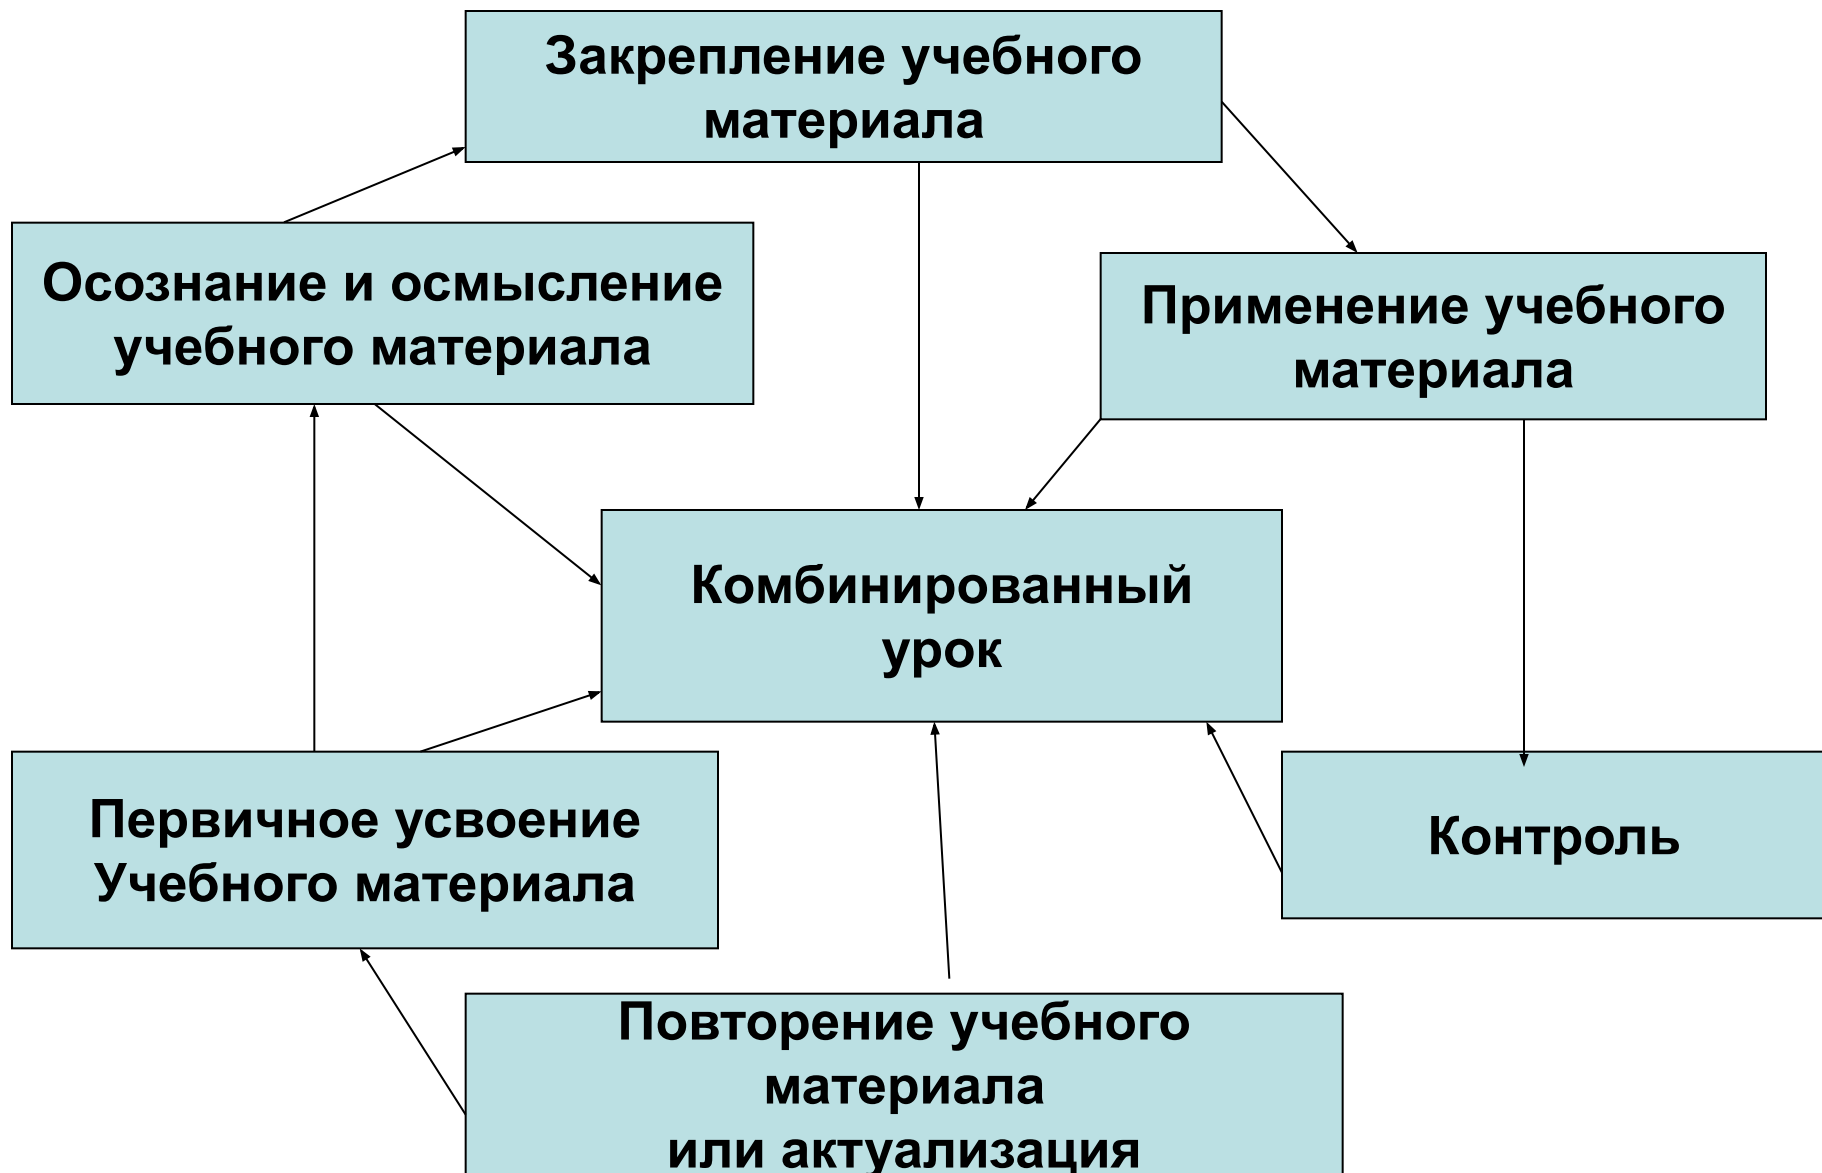 Закрепление учебного
материала
Осознание и осмысление
учебного материала
Применение учебного
материала
Комбинированный
урок
Первичное усвоение
Учебного материала
Контроль
Повторение учебного
материала
или актуализация